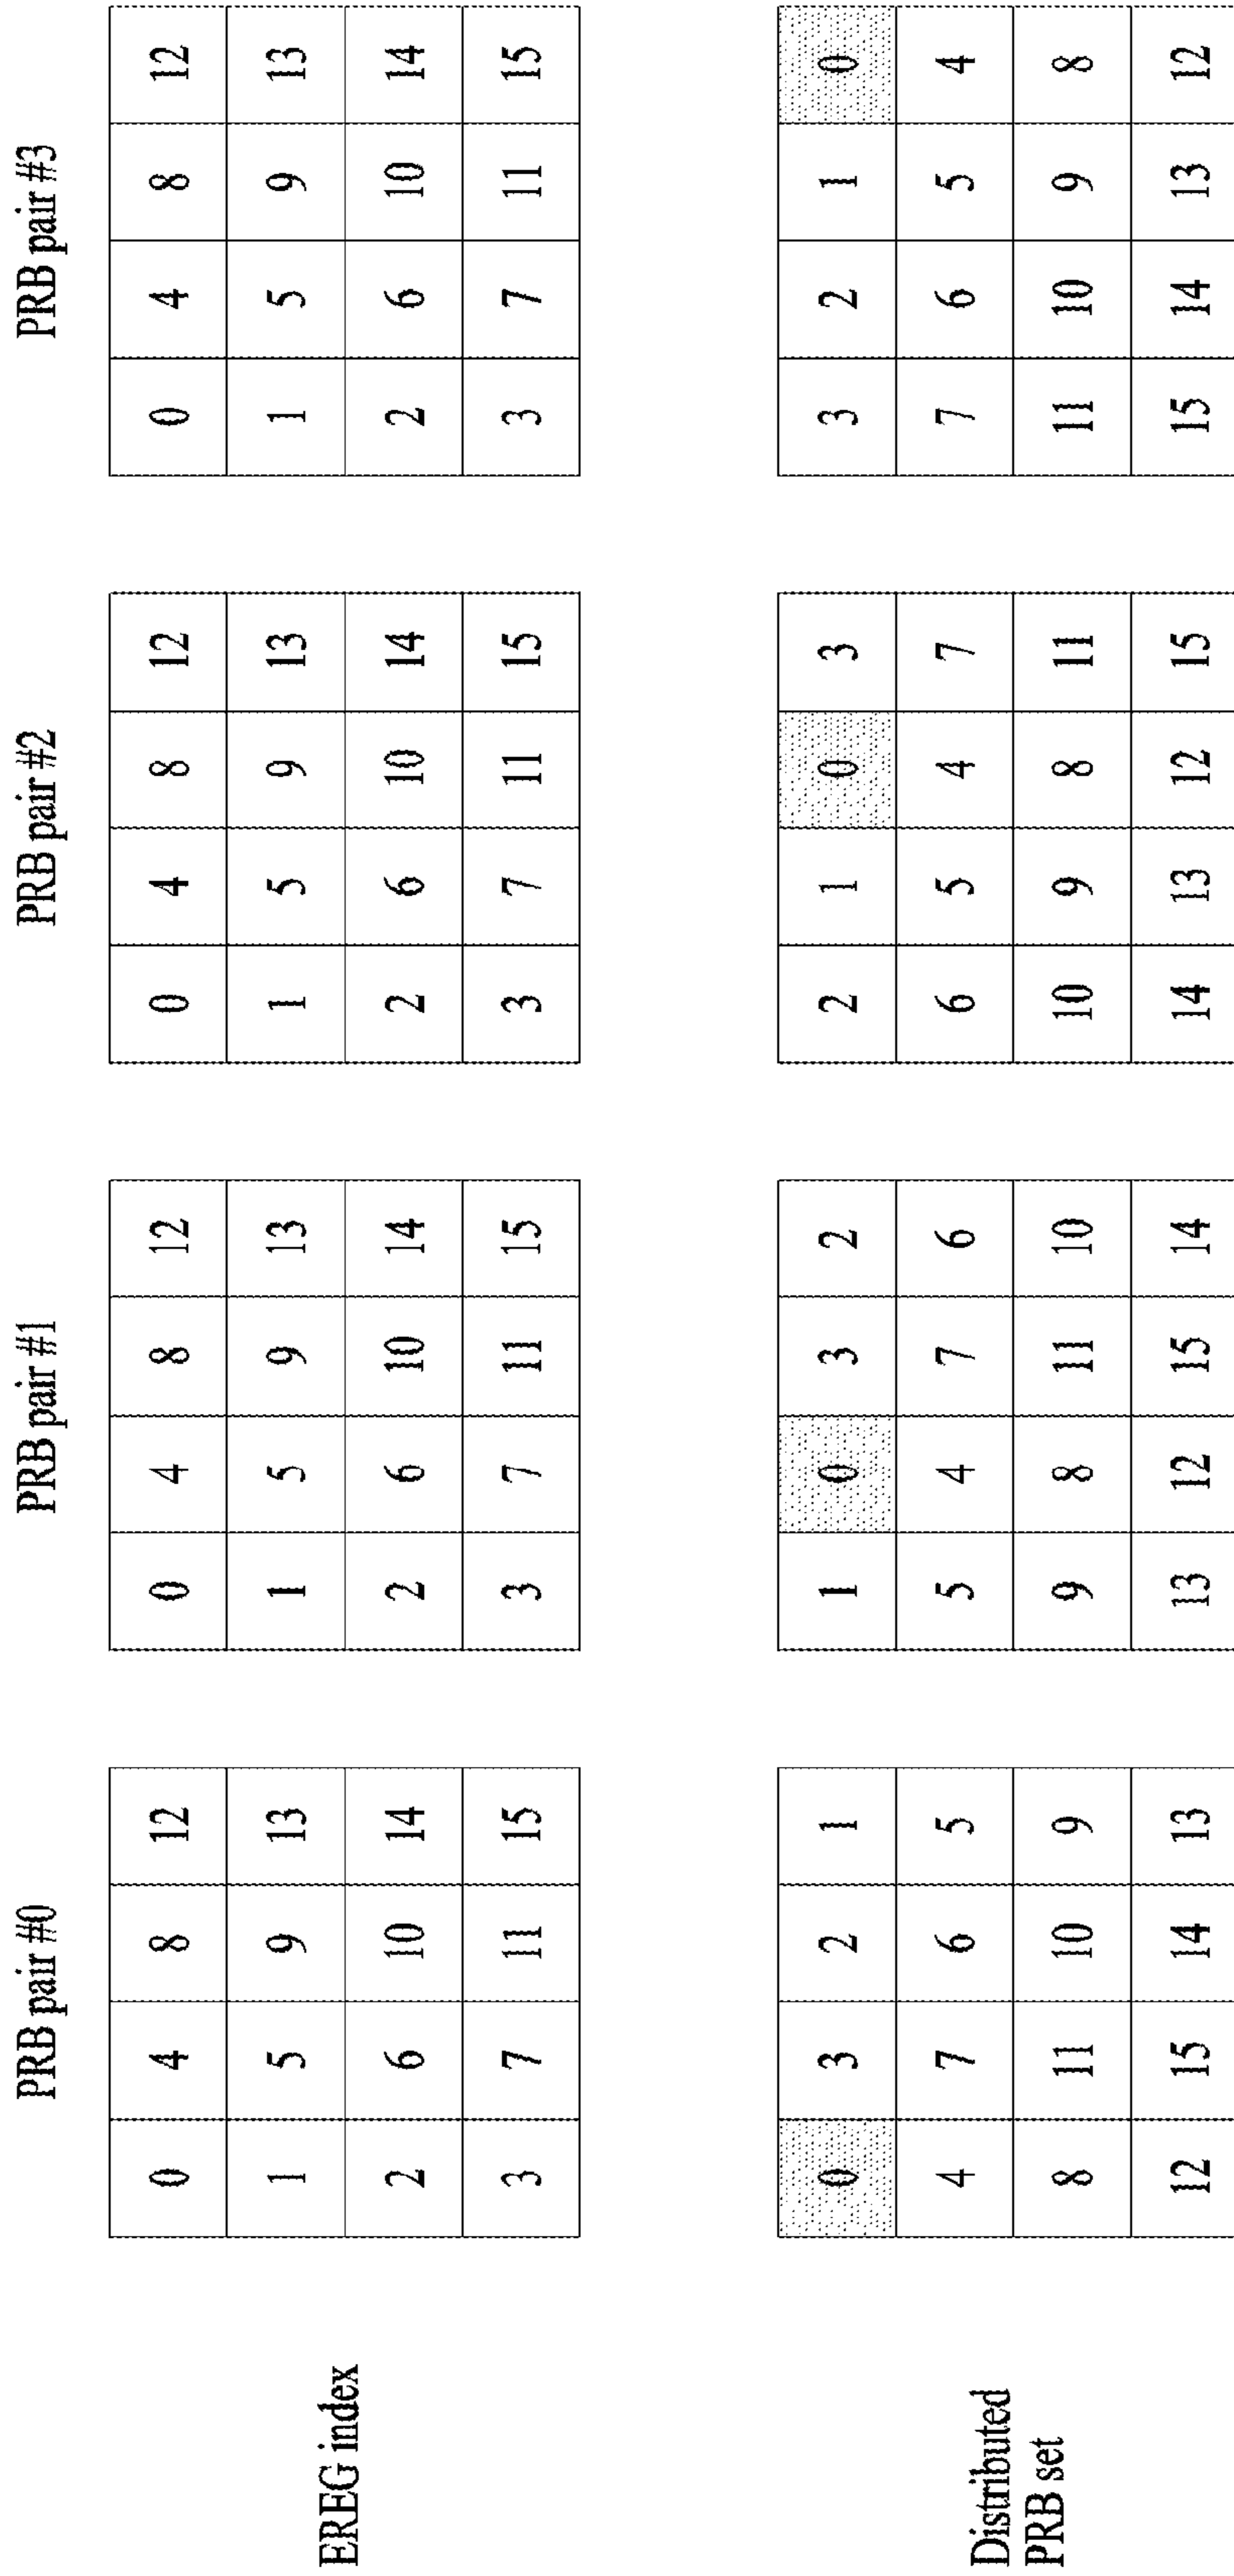 PRB pair #0 PRB pair #1 PRB pair #2 PRB pair #3
0 4 8 12 0 4 8 12 0 4 8 12 0 4 8 12
1 5 9 13 1 5 9 13 1 5 9 13 1 5 9 13
EREG index
2 6 10 14 2 6 10 14 2 6 10 14 2 6 10 14
3 7 11 15 3 7 11 15 3 7 11 15 3 7 11 15
0 3 2 1 1 0 3 2 2 1 0 3 3 2 1 0
4 7 6 5 5 4 7 6 6 5 4 7 7 6 5 4
Distributed
PRB set
8 11 10 9 9 8 11 10 10 9 8 11 11 10 9 8
12 15 14 13 13 12 15 14 14 13 12 15 15 14 13 12